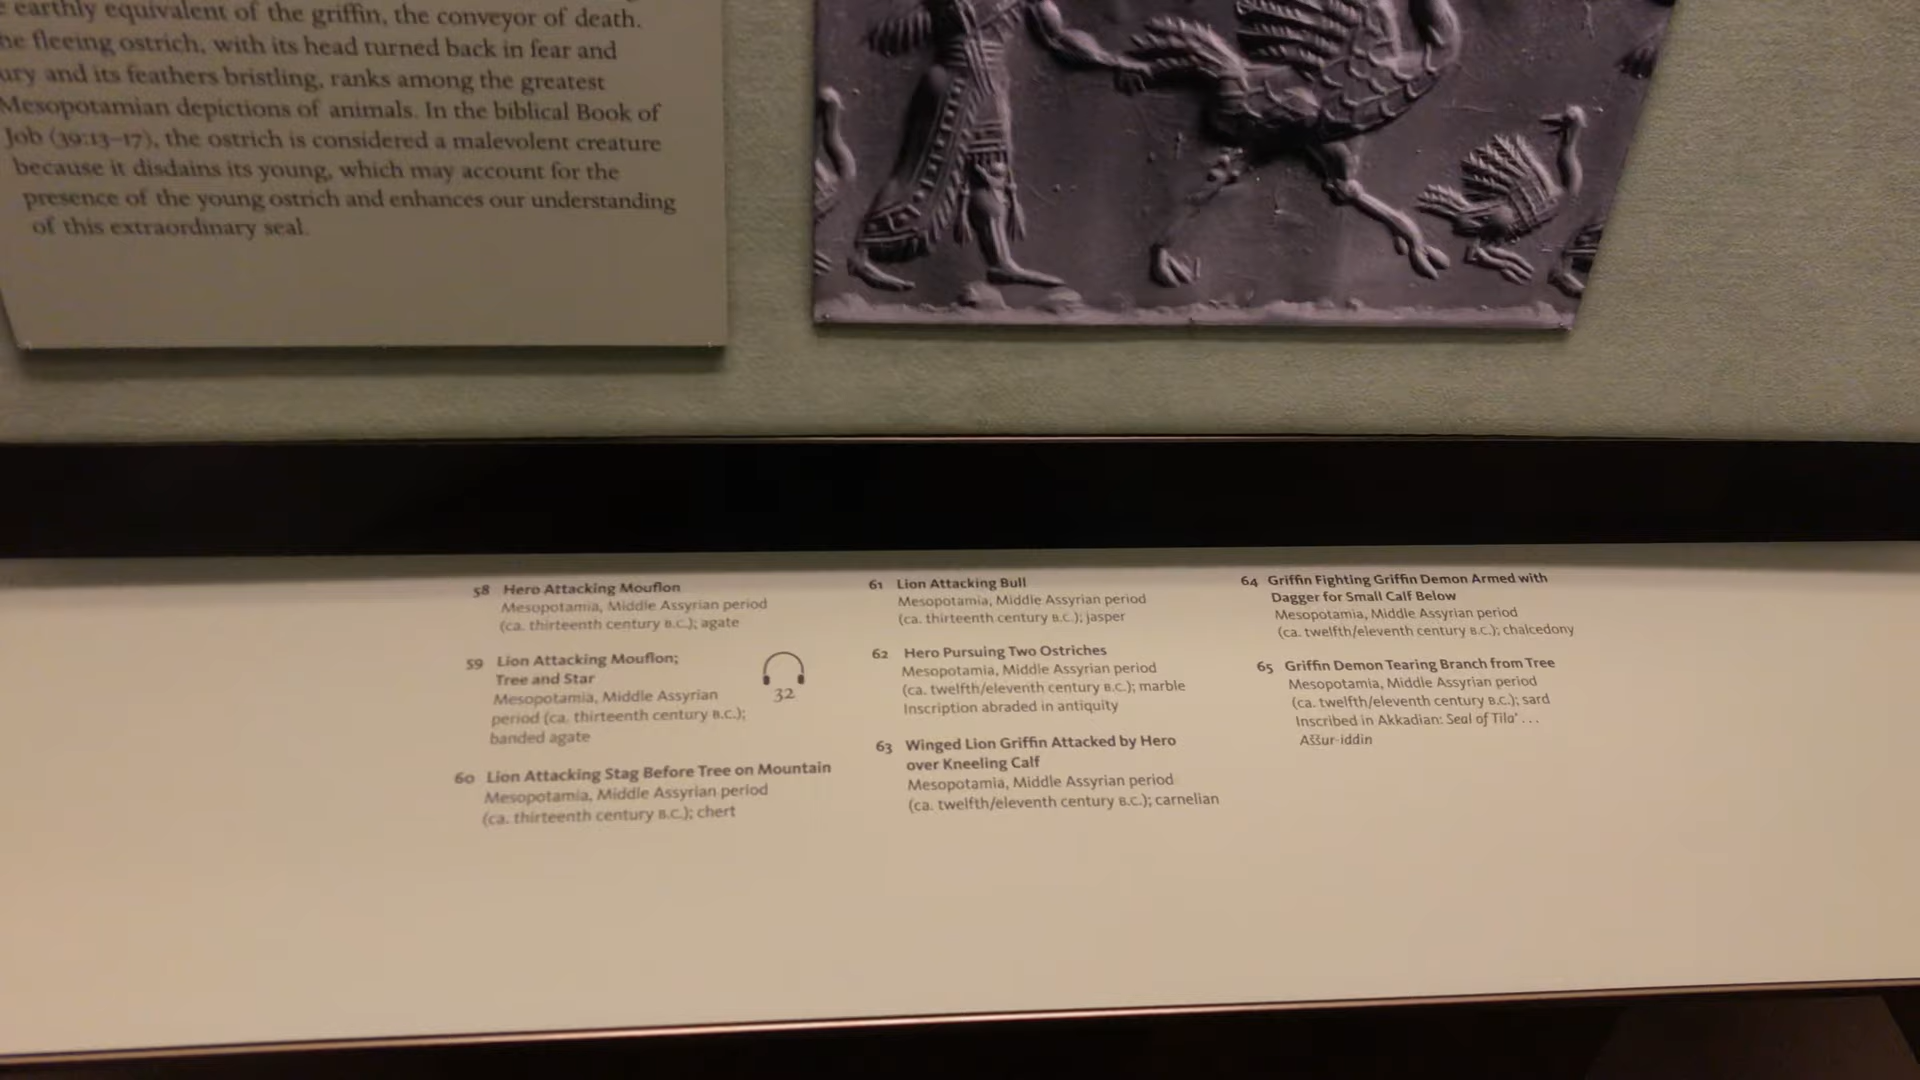 earthly equivalent of the griffin, the conveyor of death.
fleeing ostrich, with its head turned back in fear and
and its feathers bristling, ranks among the greatest
Mesopotamian depictions of animals. In the biblical Book of
Job (39:13–17), the ostrich is considered a malevolent creature
because it disdains its young, which may account for the
presence of the young ostrich and enhances our understanding
of this extraordinary seal.
58 Hero Attacking Mouflon
Mesopotamia, Middle Assyrian period
(ca. thirteenth century B.C.); agate
59 Lion Attacking Mouflon;
Tree and Star
Mesopotamia, Middle Assyrian
period (ca. thirteenth century B.C.);
banded agate
32
60 Lion Attacking Stag Before Tree on Mountain
Mesopotamia, Middle Assyrian period
(ca. thirteenth century B.C.); chert
61 Lion Attacking Bull
Mesopotamia, Middle Assyrian period
(ca. thirteenth century B.C.); jasper
62 Hero Pursuing Two Ostriches
Mesopotamia, Middle Assyrian period
(ca. twelfth/eleventh century B.C.); marble
Inscription abraded in antiquity
63 Winged Lion Griffin Attacked by Hero
over Kneeling Calf
Mesopotamia, Middle Assyrian period
(ca. twelfth/eleventh century B.C.); carnelian
64 Griffin Fighting Griffin Demon Armed with
Dagger for Small Calf Below
Mesopotamia, Middle Assyrian period
(ca. twelfth/eleventh century B.C.); chalcedony
65 Griffin Demon Tearing Branch from Tree
Mesopotamia, Middle Assyrian period
(ca. twelfth/eleventh century B.C.); sard
Inscribed in Akkadian: Seal of Tila' . . .
Aššur-iddin